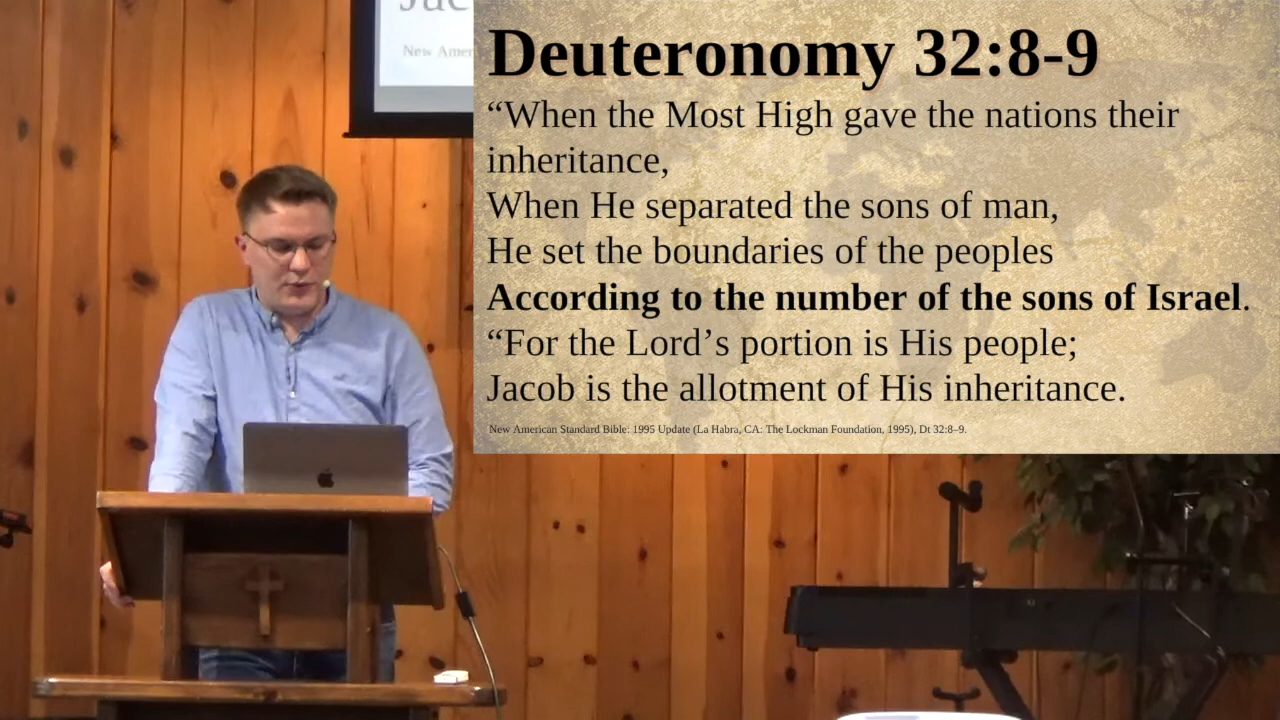 Jac
New Amer
Deuteronomy 32:8-9
“When the Most High gave the nations their
inheritance,
When He separated the sons of man,
He set the boundaries of the peoples
According to the number of the sons of Israel.
“For the Lord’s portion is His people;
Jacob is the allotment of His inheritance.
New American Standard Bible: 1995 Update (La Habra, CA: The Lockman Foundation, 1995), Dt 32:8–9.